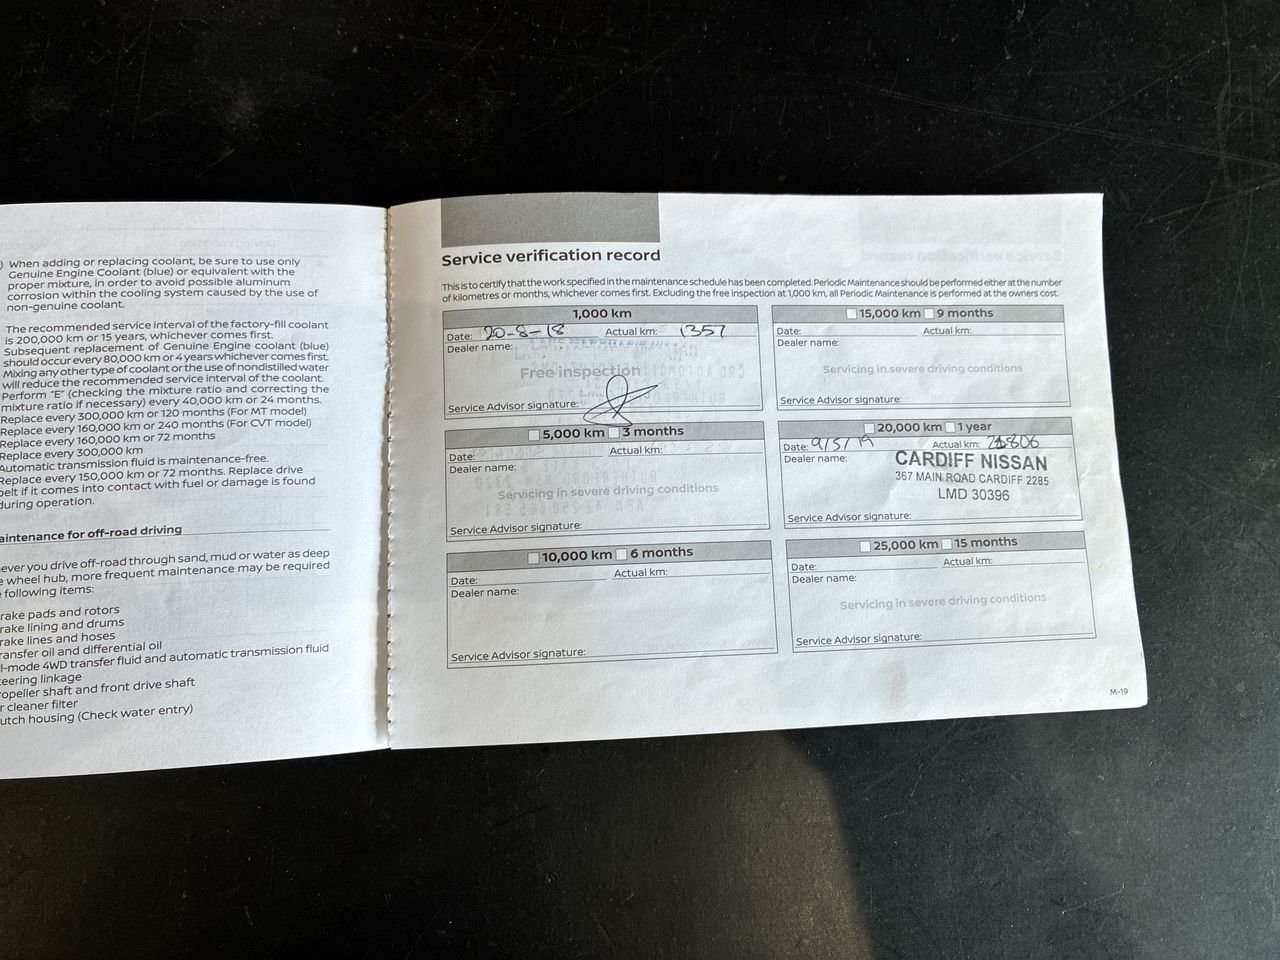 ) When adding or replacing coolant, be sure to use only
Genuine Engine Coolant (blue) or equivalent with the
proper mixture, in order to avoid possible aluminum
corrosion within the cooling system caused by the use of
non-genuine coolant.
The recommended service interval of the factory-fill coolant
is 200,000 km or 15 years, whichever comes first.
Subsequent replacement of Genuine Engine coolant (blue)
should occur every 80,000 km or 4 years whichever comes first.
Mixing any other type of coolant or the use of nondistilled water
will reduce the recommended service interval of the coolant.
Perform "E" (checking the mixture ratio and correcting the
mixture ratio if necessary) every 40,000 km or 24 months.
Replace every 300,000 km or 120 months (For MT model)
Replace every 160,000 km or 240 months (For CVT model)
Replace every 160,000 km or 72 months
Replace every 300,000 km
Automatic transmission fluid is maintenance-free.
Replace every 150,000 km or 72 months. Replace drive
belt if it comes into contact with fuel or damage is found
during operation.
aintenance for off-road driving
ever you drive off-road through sand, mud or water as deep
e wheel hub, more frequent maintenance may be required
following items:
rake pads and rotors
rake lining and drums
rake lines and hoses
ransfer oil and differential oil
ll-mode 4WD transfer fluid and automatic transmission fluid
teering linkage
ropeller shaft and front drive shaft
r cleaner filter
utch housing (Check water entry)
Service verification record
This is to certify that the work specified in the maintenance schedule has been completed. Periodic Maintenance should be performed either at the number
of kilometres or months, whichever comes first. Excluding the free inspection at 1,000 km, all Periodic Maintenance is performed at the owners cost.
1,000 km
Date: 20-8-18 Actual km: 1357
Dealer name:
Free inspection
Service Advisor signature:
5,000 km 3 months
Date: Actual km:
Dealer name:
Servicing in severe driving conditions
Service Advisor signature:
10,000 km 6 months
Date: Actual km:
Dealer name:
Service Advisor signature:
15,000 km 9 months
Date: Actual km:
Dealer name:
Servicing in severe driving conditions
Service Advisor signature:
20,000 km 1 year
Date: 9/5/19 Actual km:
Dealer name: CARDIFF NISSAN
367 MAIN ROAD CARDIFF 2285
LMD 30396
Service Advisor signature:
25,000 km 15 months
Date: Actual km:
Dealer name:
Servicing in severe driving conditions
Service Advisor signature:
M-19